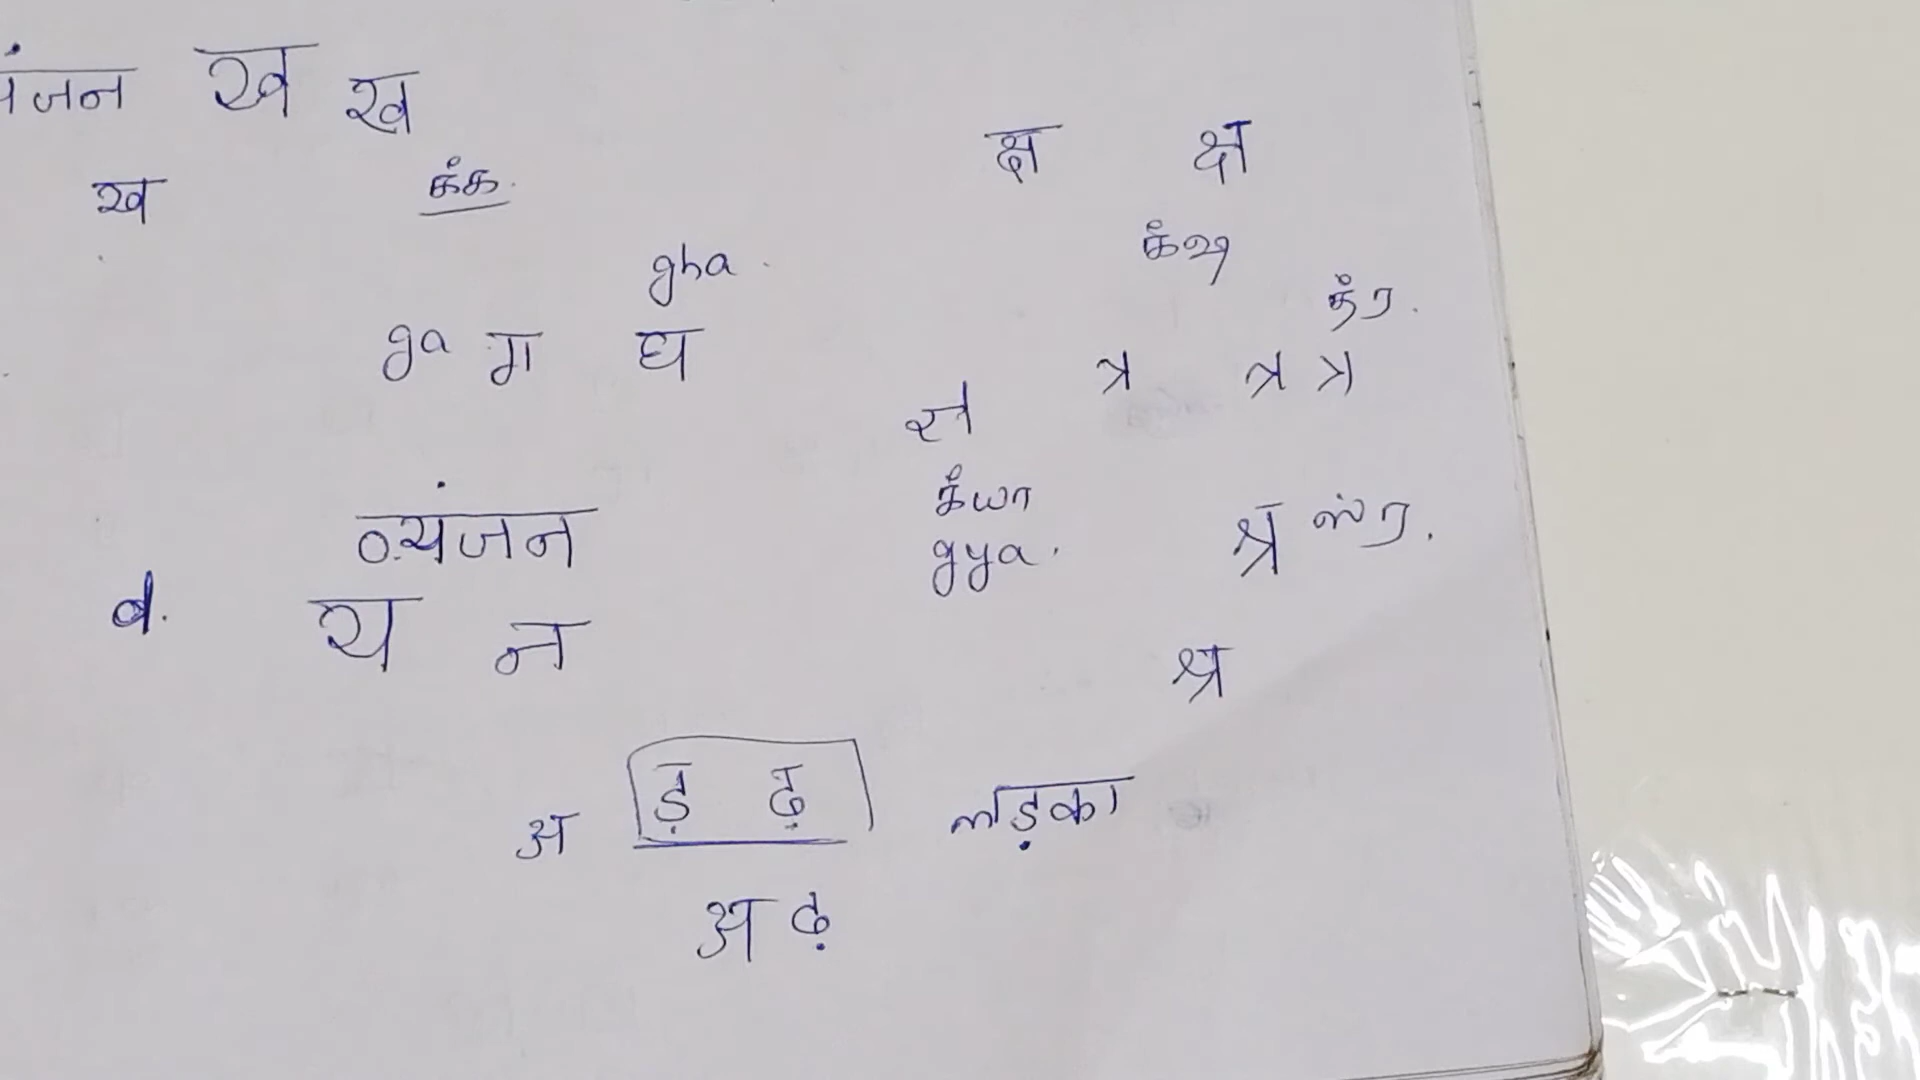 यंजन ख ख
क्ष क्ष
ख க்க
க்ஷ
gha
த்ர
ga ग घ
त्र त्र त्र
ज्ञ
க்யா
व्यंजन
श्र ஸ்ர
gya
य न
श्र
ड़ ढ़
अ लड़का
अ ढ़